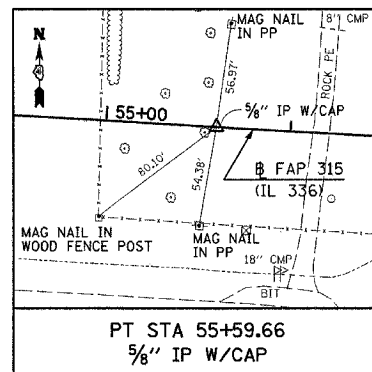 MAG NAIL
IN PP
8" CMP
N
ROCK PE
56.97'
5/8" IP W/CAP
55+00
80.10'
54.38'
℄ FAP 315
(IL 336)
MAG NAIL IN
WOOD FENCE POST
MAG NAIL
IN PP
18" CMP
BIT
PT STA 55+59.66
5/8" IP W/CAP